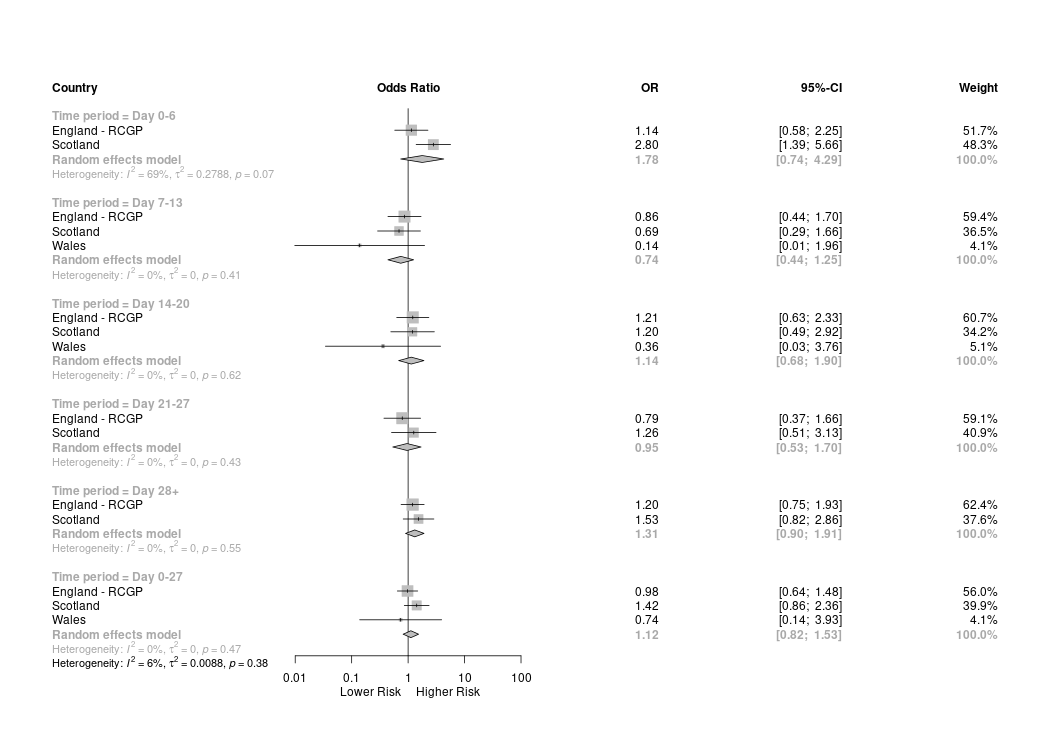 Country Odds Ratio OR 95%-CI Weight
Time period = Day 0-6
England - RCGP 1.14 [0.58; 2.25] 51.7%
Scotland 2.80 [1.39; 5.66] 48.3%
Random effects model 1.78 [0.74; 4.29] 100.0%
Heterogeneity: I² = 69%, τ² = 0.2788, p = 0.07
Time period = Day 7-13
England - RCGP 0.86 [0.44; 1.70] 59.4%
Scotland 0.69 [0.29; 1.66] 36.5%
Wales 0.14 [0.01; 1.96] 4.1%
Random effects model 0.74 [0.44; 1.25] 100.0%
Heterogeneity: I² = 0%, τ² = 0, p = 0.41
Time period = Day 14-20
England - RCGP 1.21 [0.63; 2.33] 60.7%
Scotland 1.20 [0.49; 2.92] 34.2%
Wales 0.36 [0.03; 3.76] 5.1%
Random effects model 1.14 [0.68; 1.90] 100.0%
Heterogeneity: I² = 0%, τ² = 0, p = 0.62
Time period = Day 21-27
England - RCGP 0.79 [0.37; 1.66] 59.1%
Scotland 1.26 [0.51; 3.13] 40.9%
Random effects model 0.95 [0.53; 1.70] 100.0%
Heterogeneity: I² = 0%, τ² = 0, p = 0.43
Time period = Day 28+
England - RCGP 1.20 [0.75; 1.93] 62.4%
Scotland 1.53 [0.82; 2.86] 37.6%
Random effects model 1.31 [0.90; 1.91] 100.0%
Heterogeneity: I² = 0%, τ² = 0, p = 0.55
Time period = Day 0-27
England - RCGP 0.98 [0.64; 1.48] 56.0%
Scotland 1.42 [0.86; 2.36] 39.9%
Wales 0.74 [0.14; 3.93] 4.1%
Random effects model 1.12 [0.82; 1.53] 100.0%
Heterogeneity: I² = 0%, τ² = 0, p = 0.47
Heterogeneity: I² = 6%, τ² = 0.0088, p = 0.38
0.01 0.1 1 10 100
Lower Risk Higher Risk